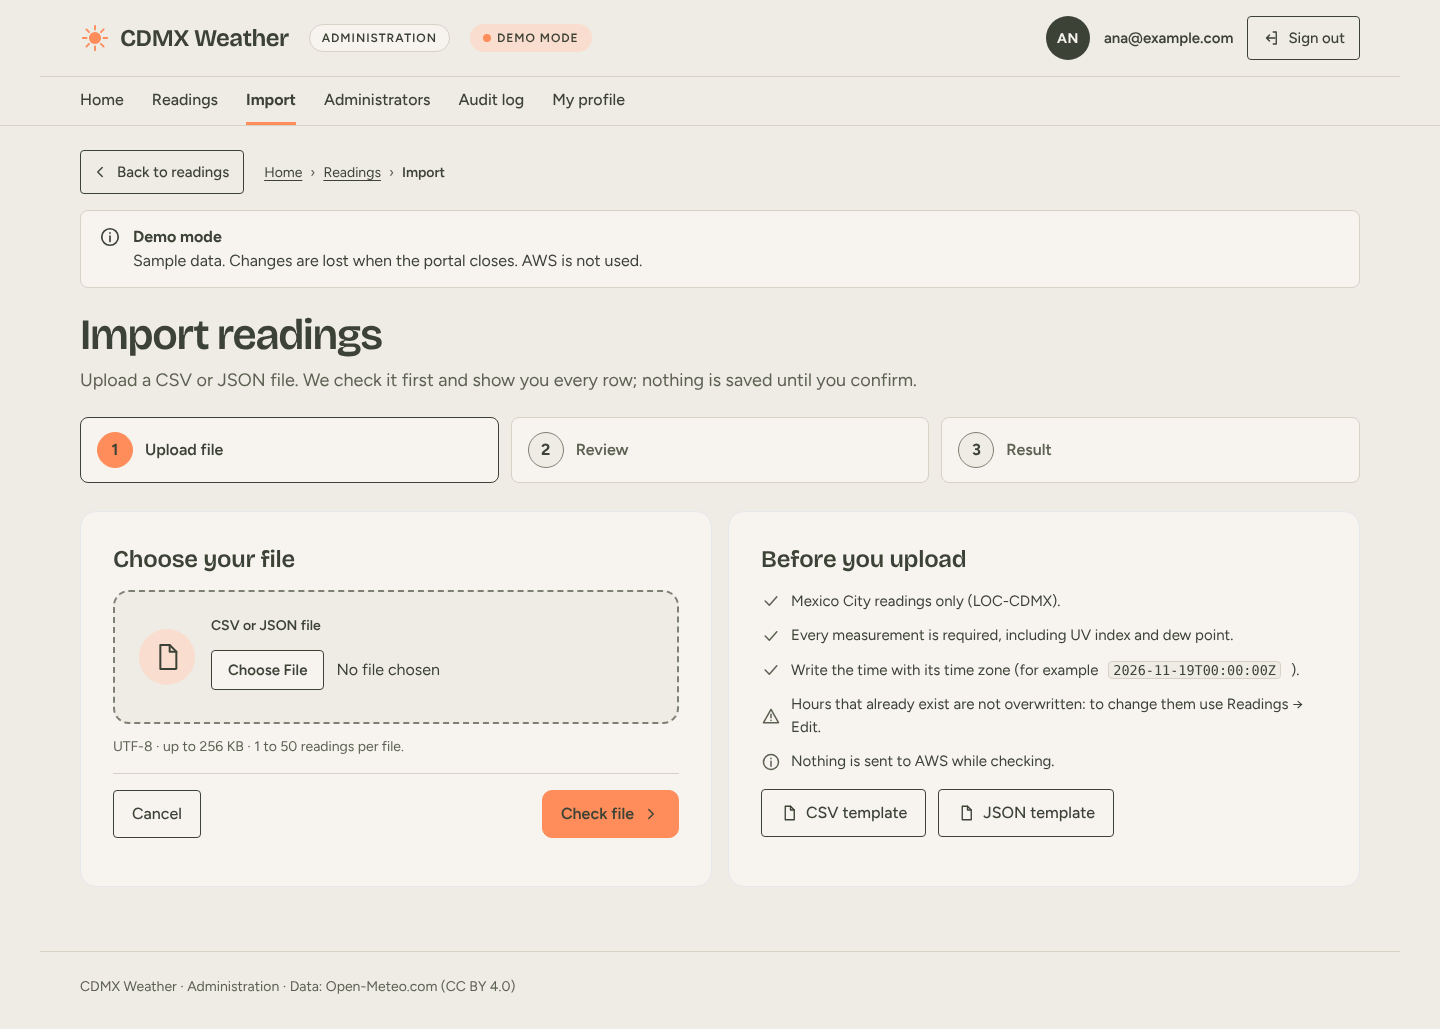 CDMX Weather
ADMINISTRATION
DEMO MODE
AN
ana@example.com
Sign out
Home
Readings
Import
Administrators
Audit log
My profile
Back to readings
Home › Readings › Import
Demo mode
Sample data. Changes are lost when the portal closes. AWS is not used.
Import readings
Upload a CSV or JSON file. We check it first and show you every row; nothing is saved until you confirm.
1 Upload file
2 Review
3 Result
Choose your file
CSV or JSON file
Choose File No file chosen
UTF-8 · up to 256 KB · 1 to 50 readings per file.
Cancel
Check file
Before you upload
Mexico City readings only (LOC-CDMX).
Every measurement is required, including UV index and dew point.
Write the time with its time zone (for example 2026-11-19T00:00:00Z ).
Hours that already exist are not overwritten: to change them use Readings →
Edit.
Nothing is sent to AWS while checking.
CSV template
JSON template
CDMX Weather · Administration · Data: Open-Meteo.com (CC BY 4.0)